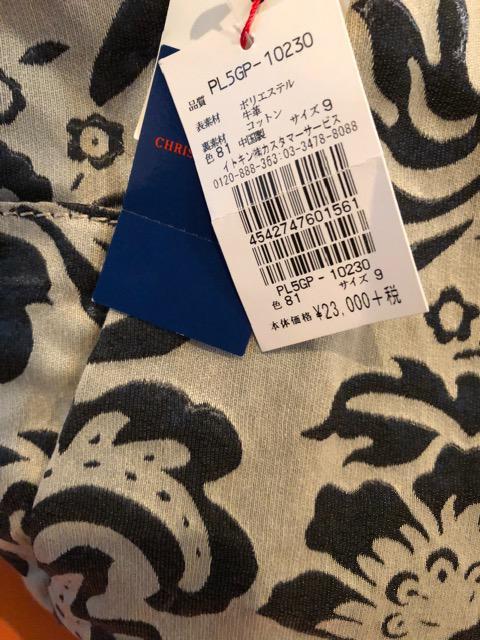 PL5GP-10230
品質
表素材 ポリエステル
牛革
裏素材 コットン
色 81 中国製 サイズ 9
イトキン㈱カスタマーサービス
0120-888-363:03-3478-8088
4542747601561
PL5GP-10230
色 81 サイズ 9
本体価格 ¥23,000+税
CHRIS